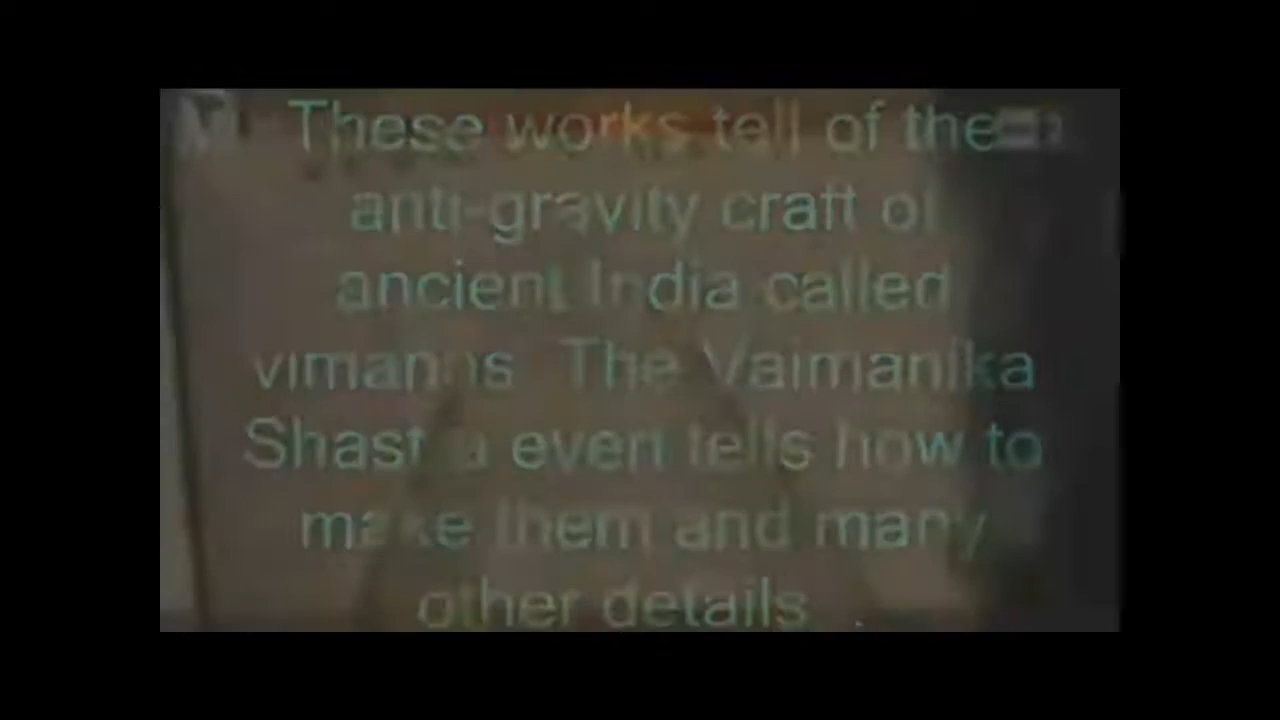 These works tell of the
anti-gravity craft of
ancient India called
vimanas. The Vaimanika
Shastra even tells how to
make them and many
other details